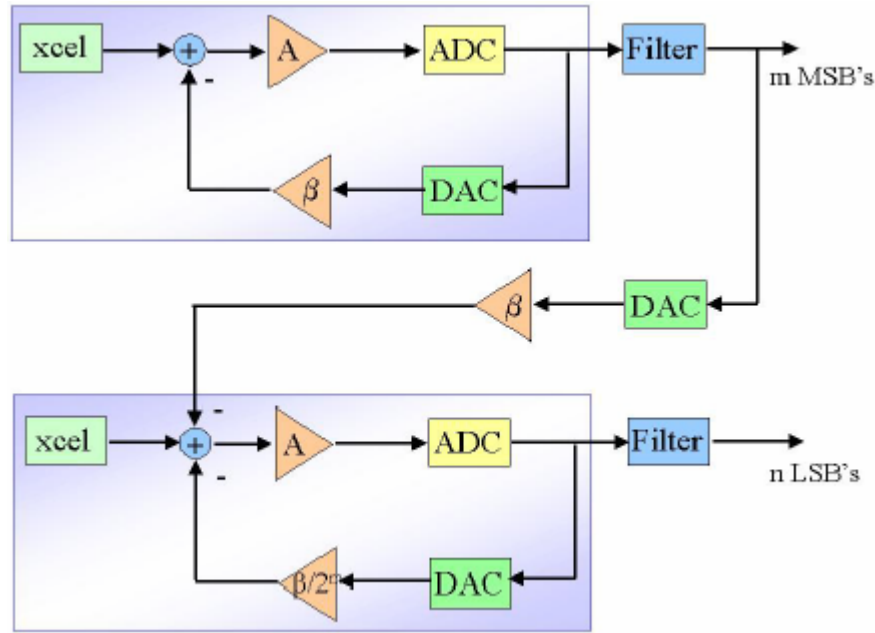 xcel + A ADC Filter
m MSB's
-
β DAC
β DAC
-
xcel + A ADC Filter
-
n LSB's
DAC